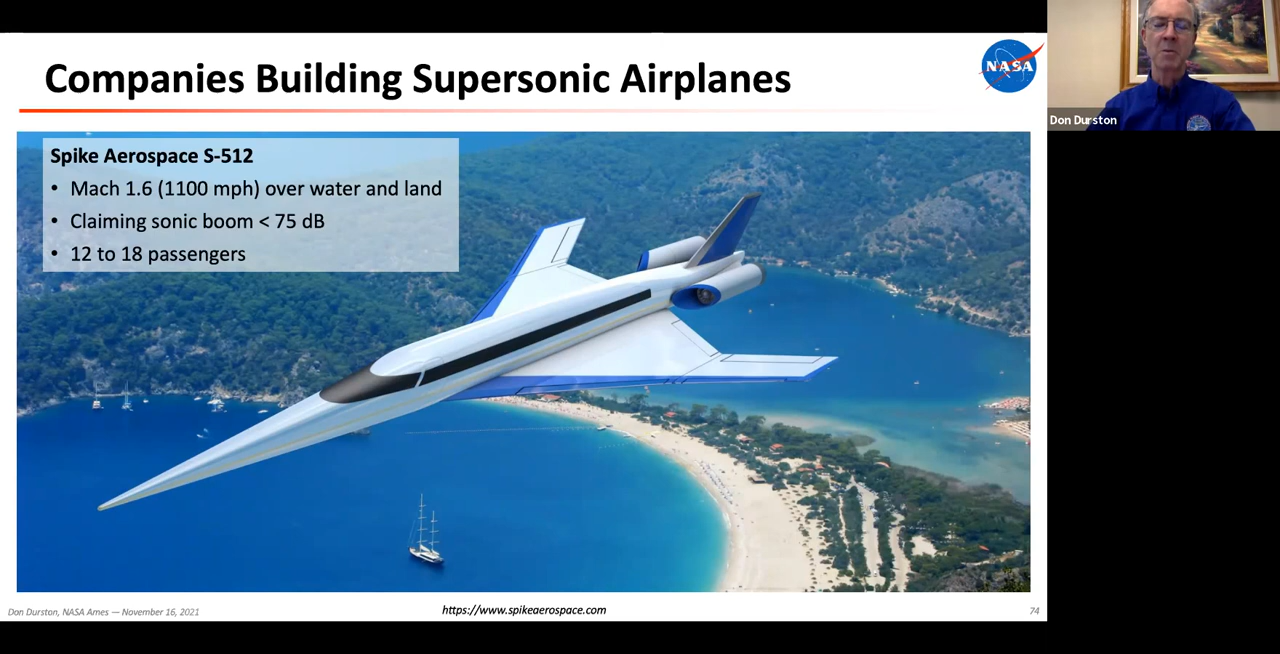 Companies Building Supersonic Airplanes
NASA
Don Durston
Spike Aerospace S-512
• Mach 1.6 (1100 mph) over water and land
• Claiming sonic boom < 75 dB
• 12 to 18 passengers
Don Durston, NASA Ames — November 16, 2021
https://www.spikeaerospace.com
74